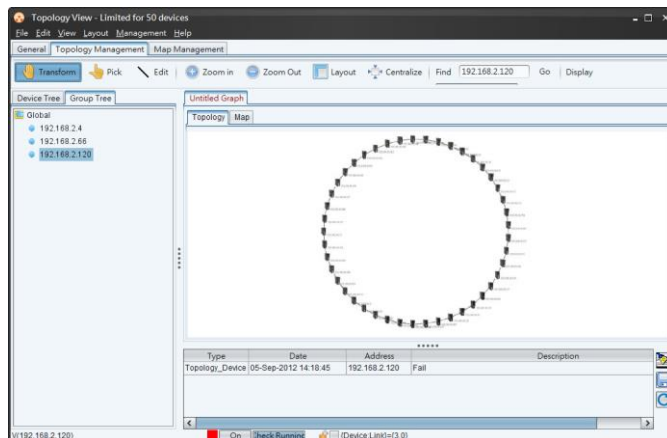 Topology View - Limited for 50 devices
File Edit View Layout Management Help
General Topology Management Map Management
Transform Pick Edit Zoom in Zoom Out Layout Centralize Find 192.168.2.120 Go Display
Device Tree Group Tree
Untitled Graph
Global
Topology Map
192.168.2.4
192.168.2.66
192.168.2.120
Type Date Address Description
Topology_Device 05-Sep-2012 14:18:45 192.168.2.120 Fail
V(192.168.2.120) On Check Running (Device:Link)=(3,0)